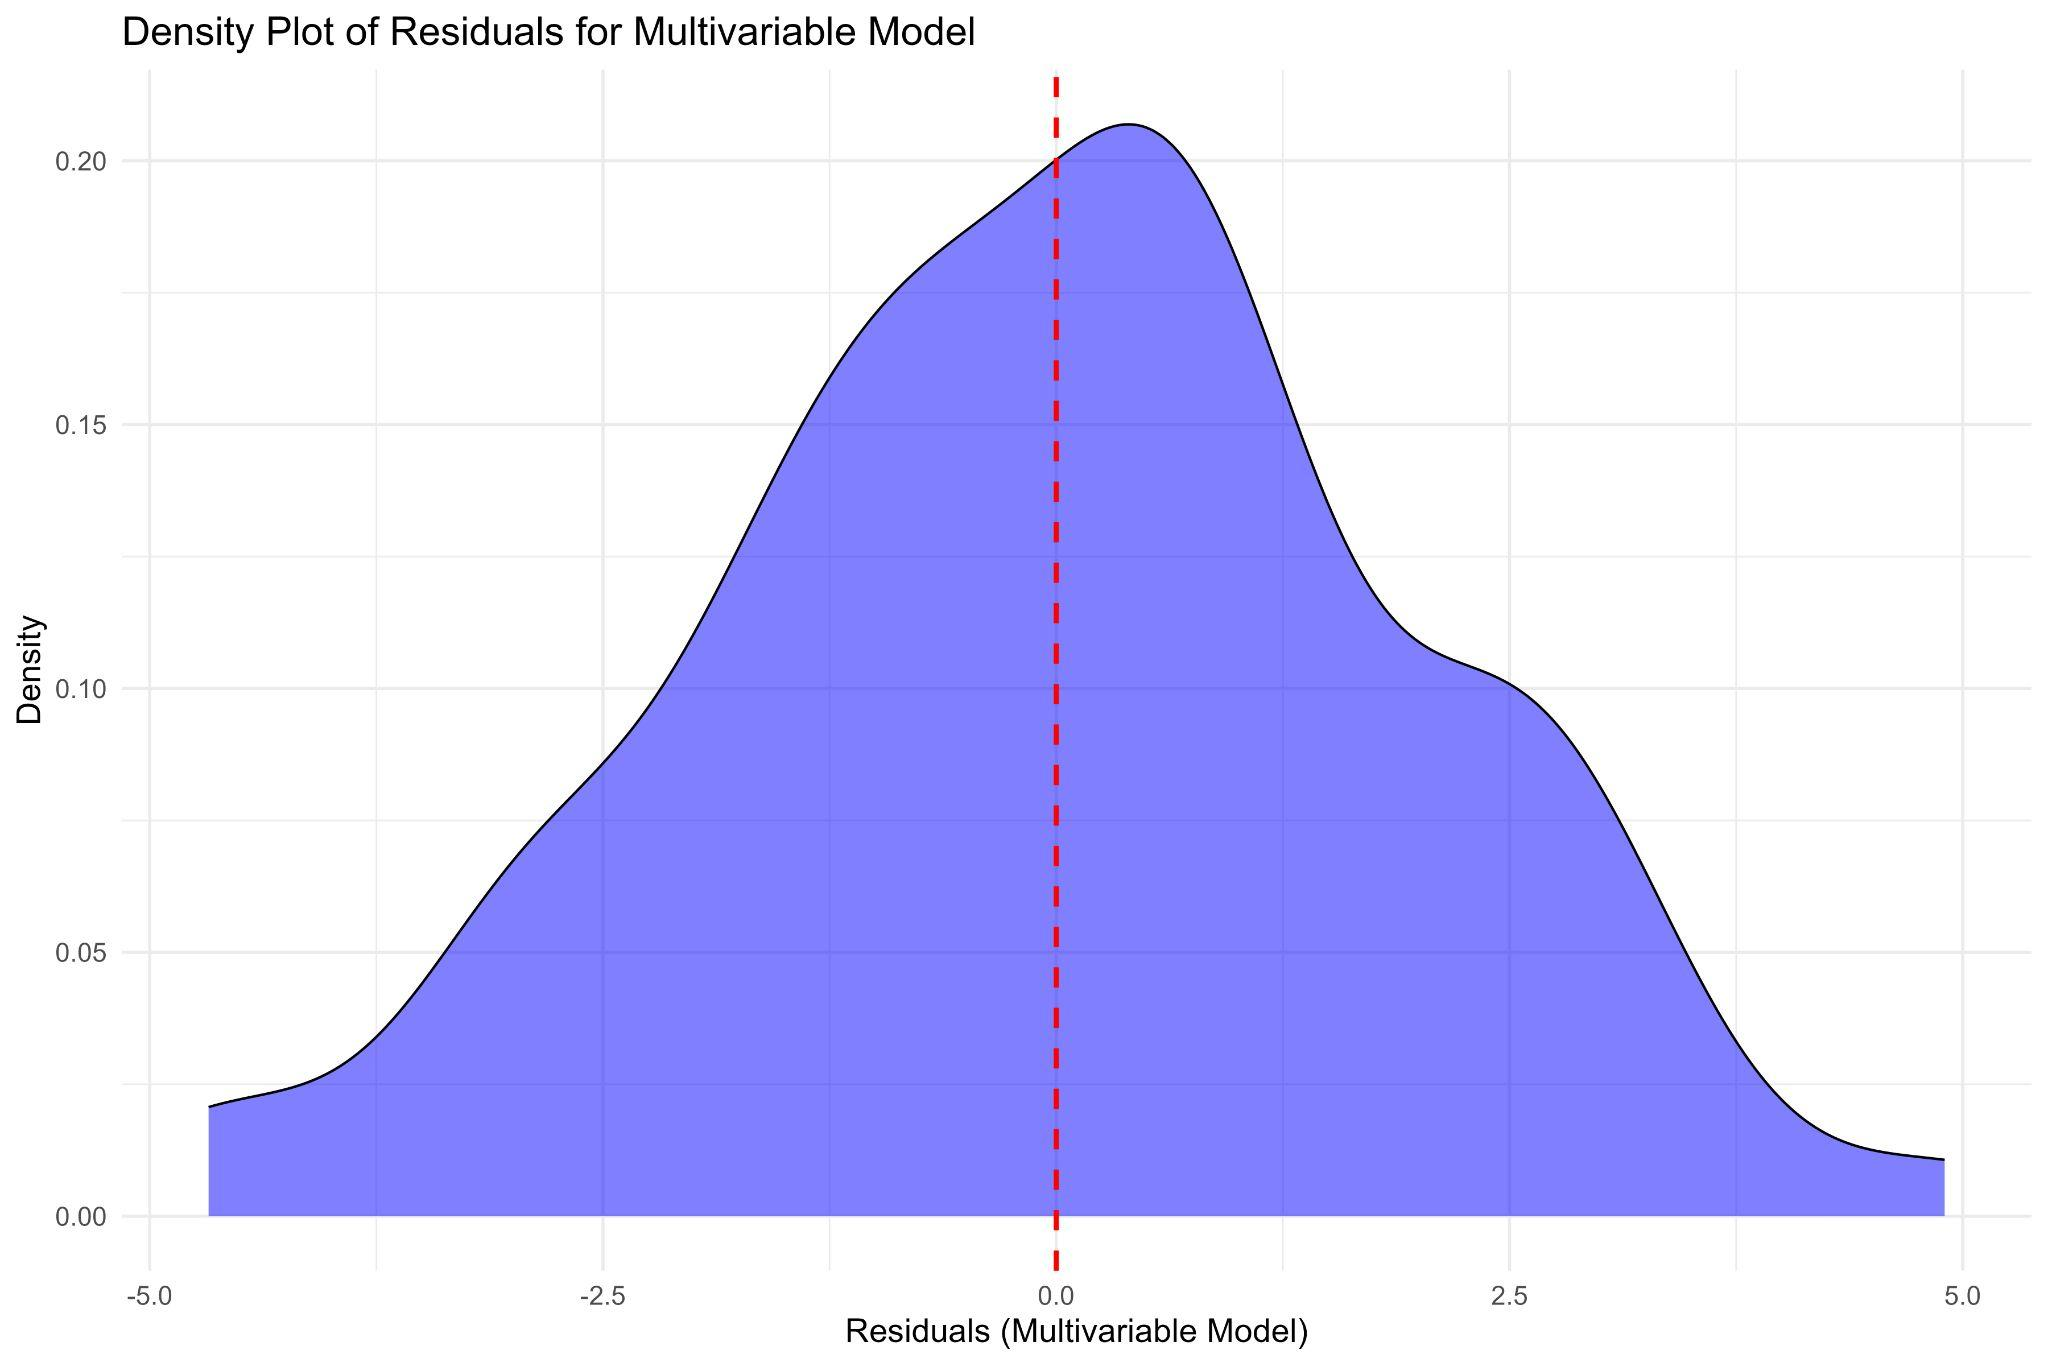 Density Plot of Residuals for Multivariable Model
0.20
0.15
0.10
0.05
0.00
Density
-5.0 -2.5 0.0 2.5 5.0
Residuals (Multivariable Model)